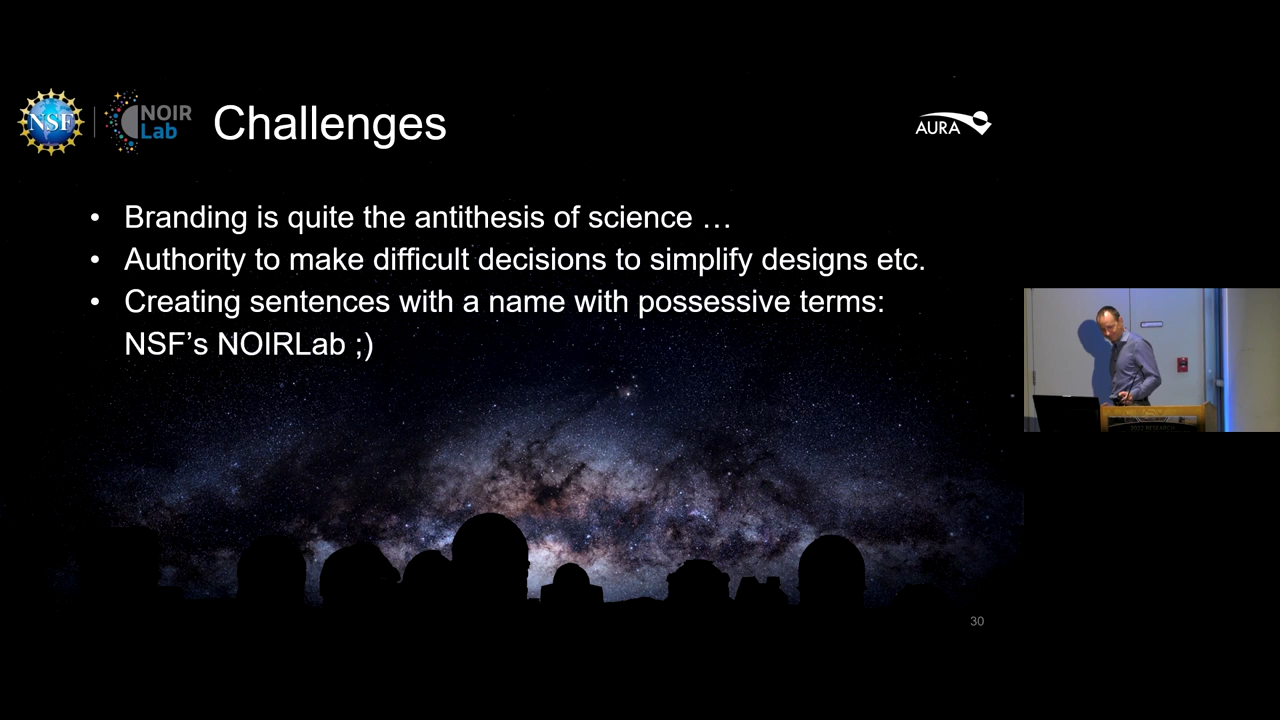 NSF
NOIR
Lab
Challenges
AURA
• Branding is quite the antithesis of science …
• Authority to make difficult decisions to simplify designs etc.
• Creating sentences with a name with possessive terms:
NSF’s NOIRLab ;)
30